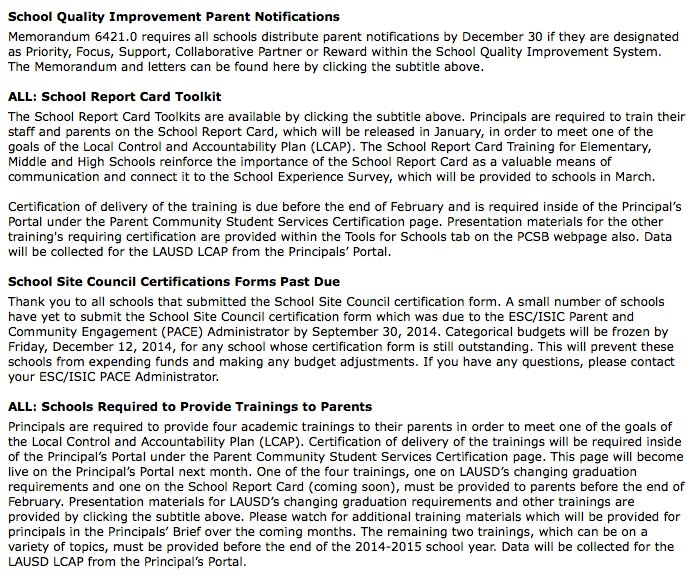 School Quality Improvement Parent Notifications
Memorandum 6421.0 requires all schools distribute parent notifications by December 30 if they are designated
as Priority, Focus, Support, Collaborative Partner or Reward within the School Quality Improvement System.
The Memorandum and letters can be found here by clicking the subtitle above.
ALL: School Report Card Toolkit
The School Report Card Toolkits are available by clicking the subtitle above. Principals are required to train their
staff and parents on the School Report Card, which will be released in January, in order to meet one of the
goals of the Local Control and Accountability Plan (LCAP). The School Report Card Training for Elementary,
Middle and High Schools reinforce the importance of the School Report Card as a valuable means of
communication and connect it to the School Experience Survey, which will be provided to schools in March.
Certification of delivery of the training is due before the end of February and is required inside of the Principal’s
Portal under the Parent Community Student Services Certification page. Presentation materials for the other
training's requiring certification are provided within the Tools for Schools tab on the PCSB webpage also. Data
will be collected for the LAUSD LCAP from the Principals’ Portal.
School Site Council Certifications Forms Past Due
Thank you to all schools that submitted the School Site Council certification form. A small number of schools
have yet to submit the School Site Council certification form which was due to the ESC/ISIC Parent and
Community Engagement (PACE) Administrator by September 30, 2014. Categorical budgets will be frozen by
Friday, December 12, 2014, for any school whose certification form is still outstanding. This will prevent these
schools from expending funds and making any budget adjustments. If you have any questions, please contact
your ESC/ISIC PACE Administrator.
ALL: Schools Required to Provide Trainings to Parents
Principals are required to provide four academic trainings to their parents in order to meet one of the goals of
the Local Control and Accountability Plan (LCAP). Certification of delivery of the trainings will be required inside
of the Principal’s Portal under the Parent Community Student Services Certification page. This page will become
live on the Principal’s Portal next month. One of the four trainings, one on LAUSD’s changing graduation
requirements and one on the School Report Card (coming soon), must be provided to parents before the end of
February. Presentation materials for LAUSD’s changing graduation requirements and other trainings are
provided by clicking the subtitle above. Please watch for additional training materials which will be provided for
principals in the Principals’ Brief over the coming months. The remaining two trainings, which can be on a
variety of topics, must be provided before the end of the 2014-2015 school year. Data will be collected for the
LAUSD LCAP from the Principal’s Portal.